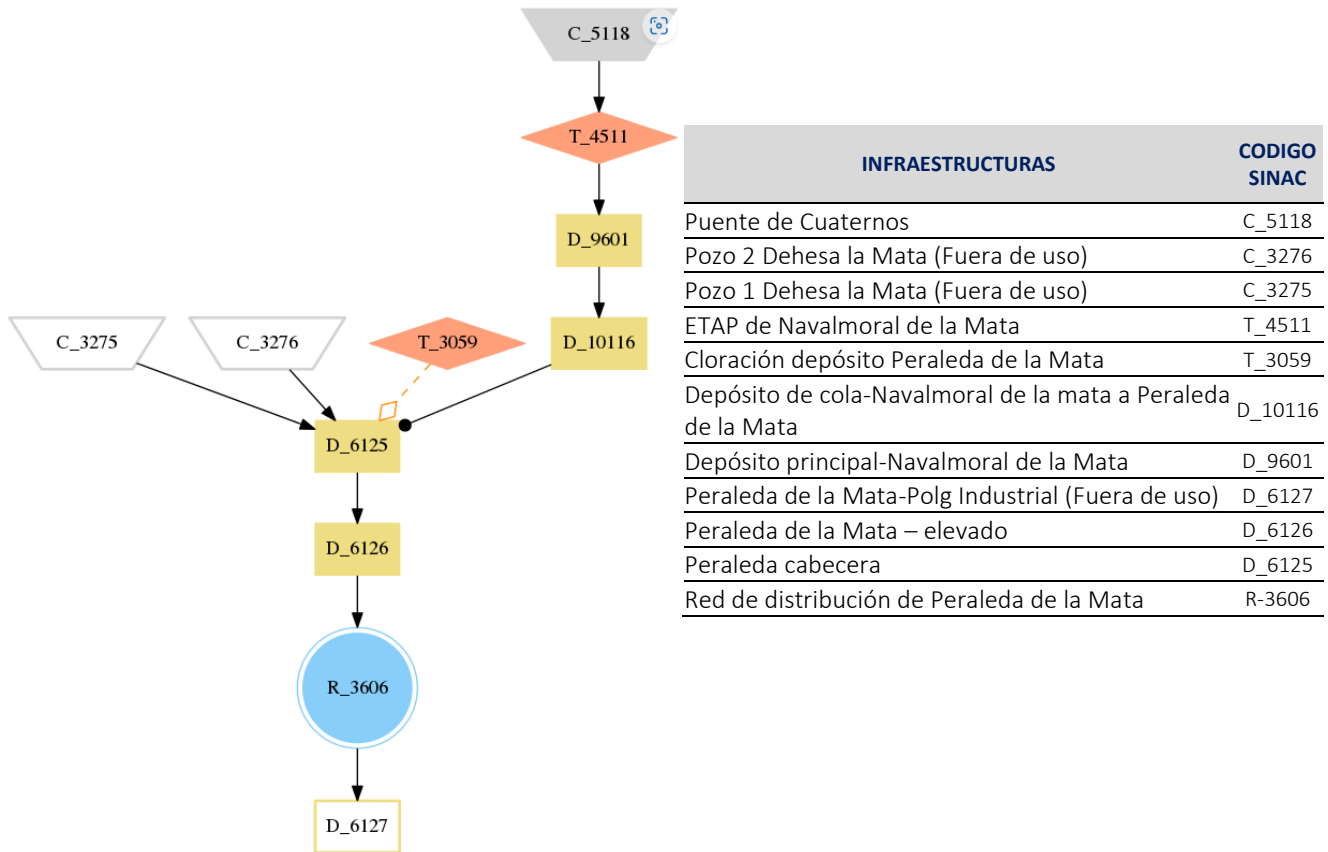 C_5118
T_4511
D_9601
C_3275
C_3276
T_3059
D_10116
D_6125
D_6126
R_3606
D_6127
INFRAESTRUCTURAS CODIGO
SINAC
Puente de Cuaternos C_5118
Pozo 2 Dehesa la Mata (Fuera de uso) C_3276
Pozo 1 Dehesa la Mata (Fuera de uso) C_3275
ETAP de Navalmoral de la Mata T_4511
Cloración depósito Peraleda de la Mata T_3059
Depósito de cola-Navalmoral de la mata a Peraleda D_10116
de la Mata
Depósito principal-Navalmoral de la Mata D_9601
Peraleda de la Mata-Polg Industrial (Fuera de uso) D_6127
Peraleda de la Mata – elevado D_6126
Peraleda cabecera D_6125
Red de distribución de Peraleda de la Mata R-3606